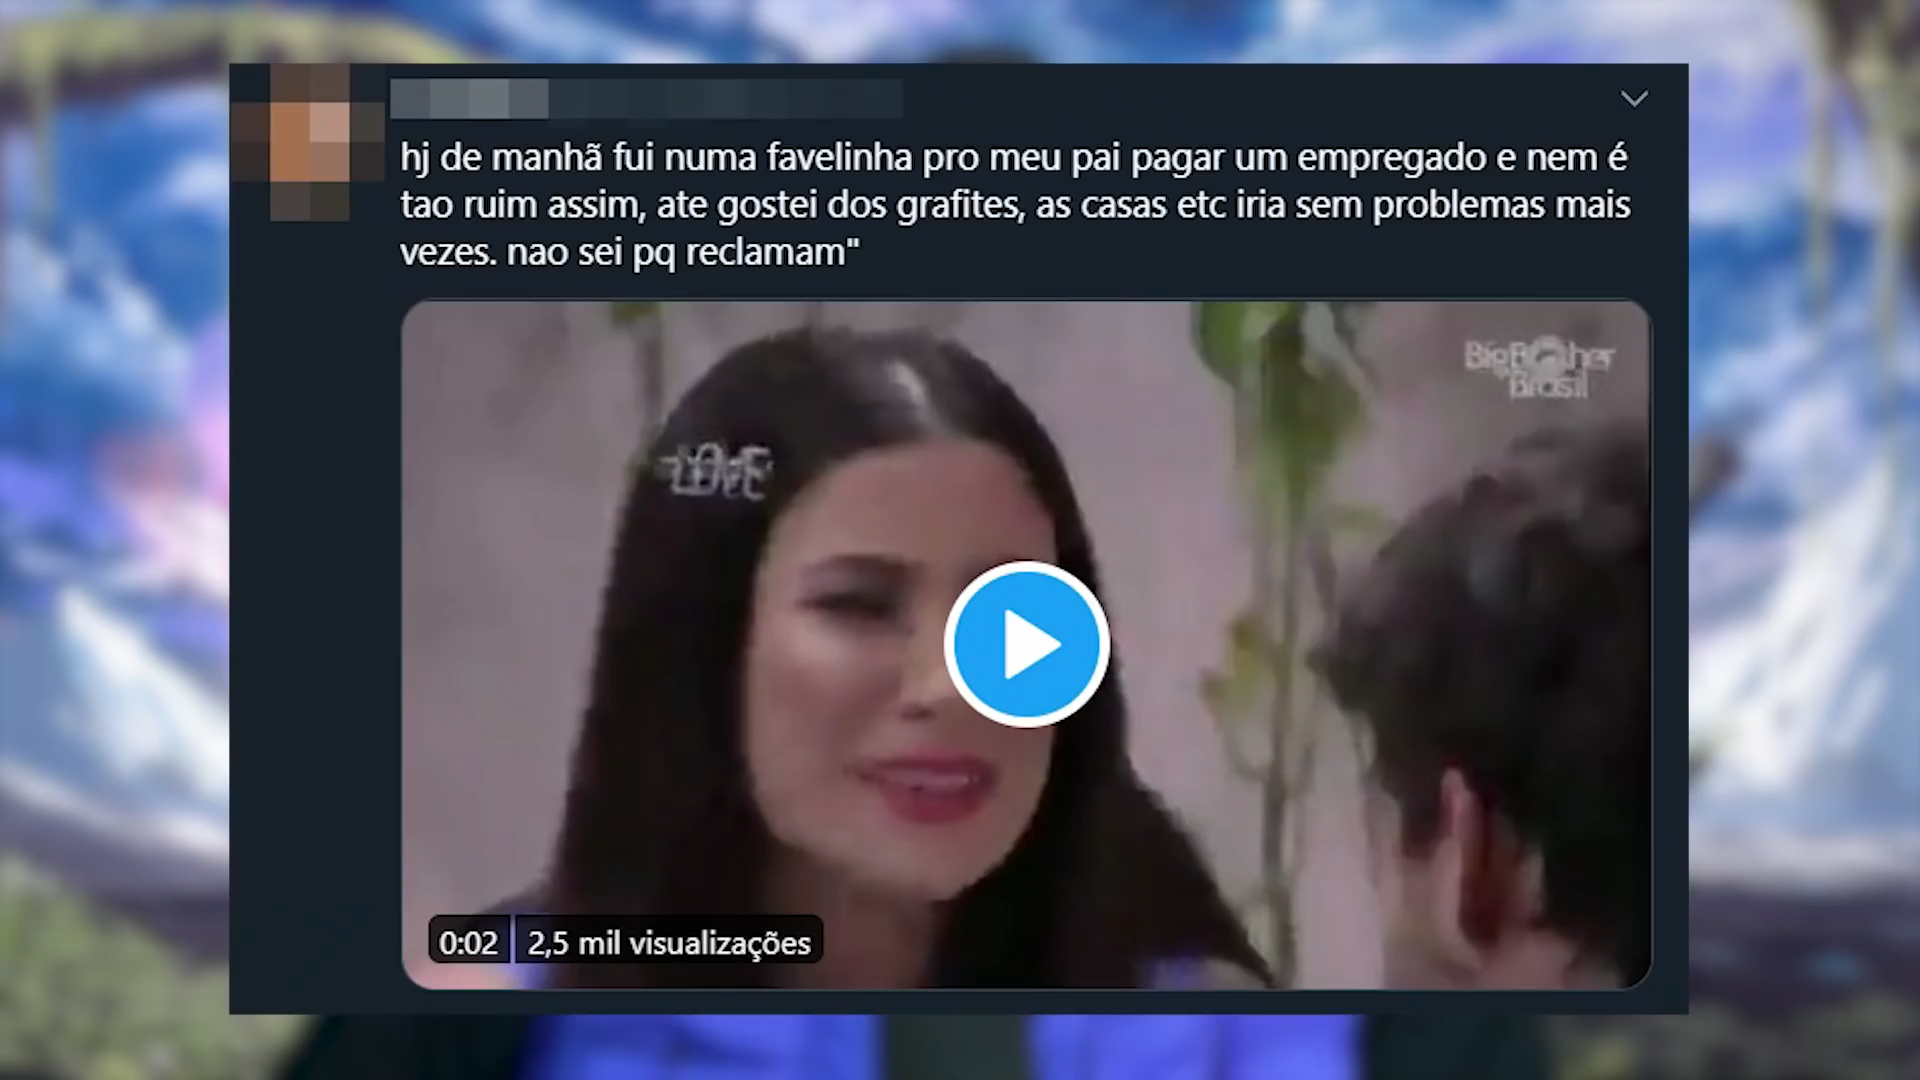 hj de manhã fui numa favelinha pro meu pai pagar um empregado e nem é
tao ruim assim, ate gostei dos grafites, as casas etc iria sem problemas mais
vezes. nao sei pq reclamam"
Big Brother
Brasil
LOVE
0:02 2,5 mil visualizações